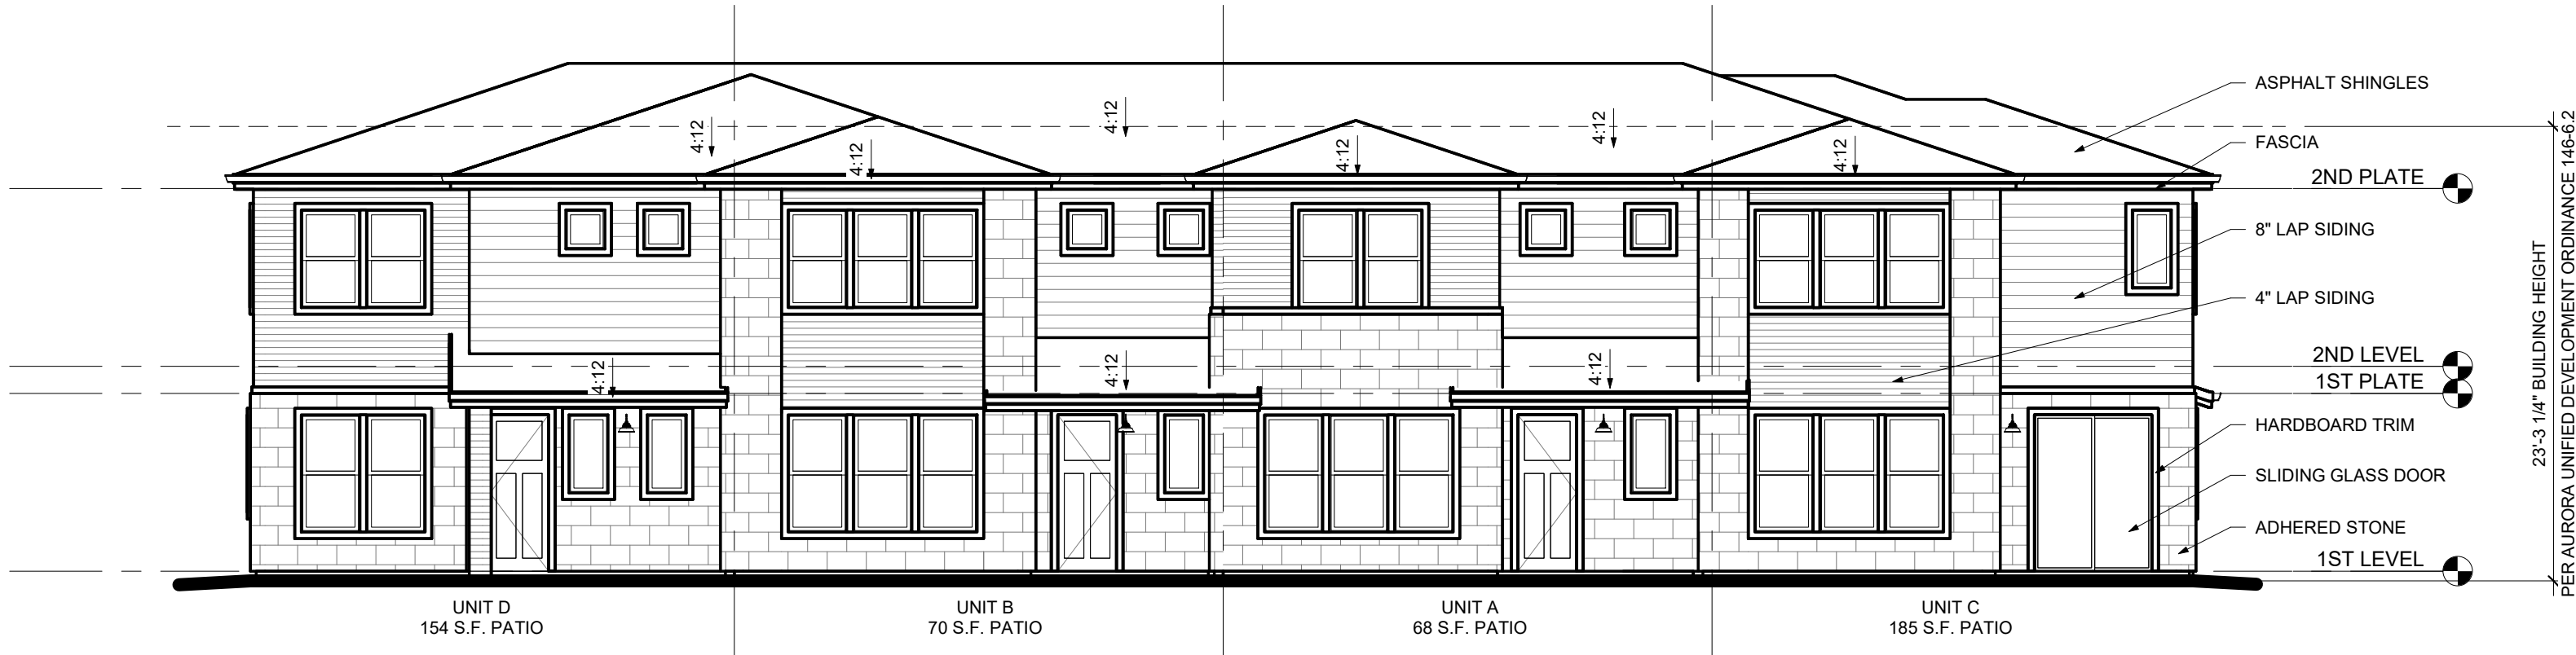 4:12
4:12
4:12
4:12
4:12
4:12
4:12
4:12
4:12
ASPHALT SHINGLES
FASCIA
2ND PLATE
8" LAP SIDING
4" LAP SIDING
2ND LEVEL
1ST PLATE
HARDBOARD TRIM
SLIDING GLASS DOOR
ADHERED STONE
1ST LEVEL
23'-3 1/4" BUILDING HEIGHT
PER AURORA UNIFIED DEVELOPMENT ORDINANCE 146-6.2
UNIT D
154 S.F. PATIO
UNIT B
70 S.F. PATIO
UNIT A
68 S.F. PATIO
UNIT C
185 S.F. PATIO